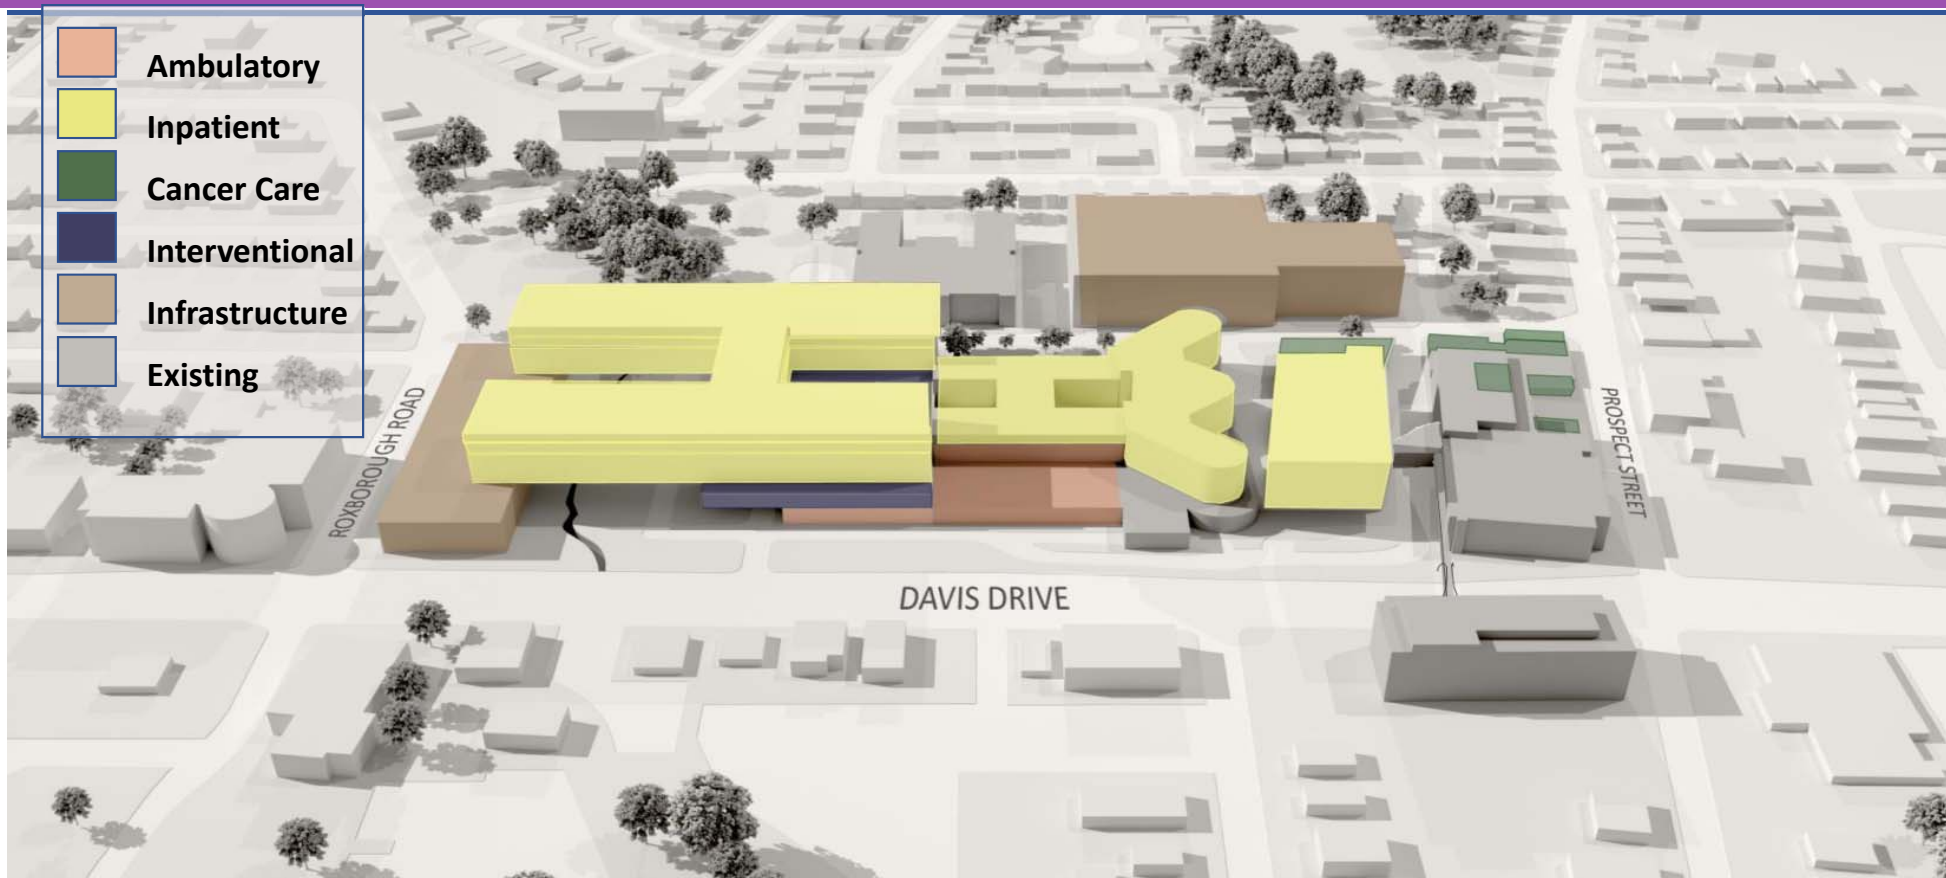 Ambulatory
Inpatient
Cancer Care
Interventional
Infrastructure
Existing
ROXBOROUGH ROAD
PROSPECT STREET
DAVIS DRIVE